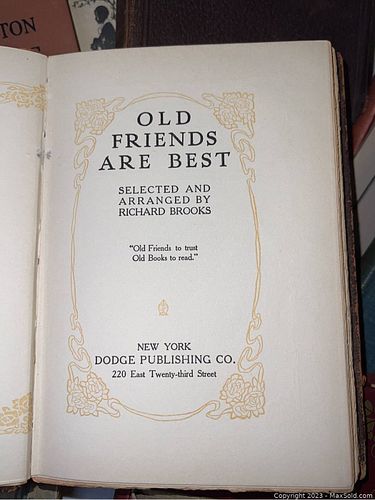 TON
OLD
FRIENDS
ARE BEST
SELECTED AND
ARRANGED BY
RICHARD BROOKS
"Old Friends to trust
Old Books to read."
NEW YORK
DODGE PUBLISHING CO.
220 East Twenty-third Street
Copyright 2023 - MaxSold.com